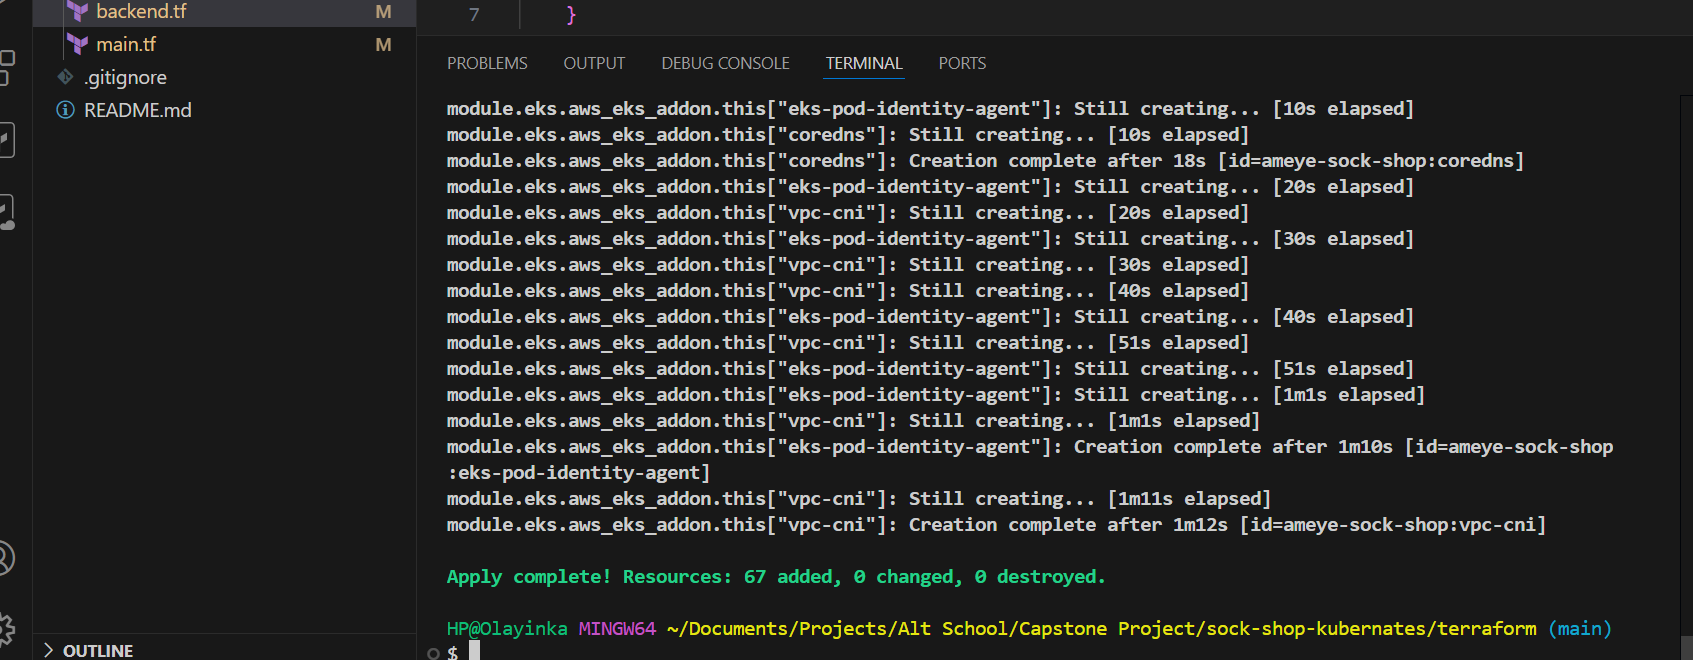 backend.tf M
main.tf M
.gitignore
README.md
OUTLINE
7 }
PROBLEMS OUTPUT DEBUG CONSOLE TERMINAL PORTS
module.eks.aws_eks_addon.this["eks-pod-identity-agent"]: Still creating... [10s elapsed]
module.eks.aws_eks_addon.this["coredns"]: Still creating... [10s elapsed]
module.eks.aws_eks_addon.this["coredns"]: Creation complete after 18s [id=ameye-sock-shop:coredns]
module.eks.aws_eks_addon.this["eks-pod-identity-agent"]: Still creating... [20s elapsed]
module.eks.aws_eks_addon.this["vpc-cni"]: Still creating... [20s elapsed]
module.eks.aws_eks_addon.this["eks-pod-identity-agent"]: Still creating... [30s elapsed]
module.eks.aws_eks_addon.this["vpc-cni"]: Still creating... [30s elapsed]
module.eks.aws_eks_addon.this["vpc-cni"]: Still creating... [40s elapsed]
module.eks.aws_eks_addon.this["eks-pod-identity-agent"]: Still creating... [40s elapsed]
module.eks.aws_eks_addon.this["vpc-cni"]: Still creating... [51s elapsed]
module.eks.aws_eks_addon.this["eks-pod-identity-agent"]: Still creating... [51s elapsed]
module.eks.aws_eks_addon.this["eks-pod-identity-agent"]: Still creating... [1m1s elapsed]
module.eks.aws_eks_addon.this["vpc-cni"]: Still creating... [1m1s elapsed]
module.eks.aws_eks_addon.this["eks-pod-identity-agent"]: Creation complete after 1m10s [id=ameye-sock-shop
:eks-pod-identity-agent]
module.eks.aws_eks_addon.this["vpc-cni"]: Still creating... [1m11s elapsed]
module.eks.aws_eks_addon.this["vpc-cni"]: Creation complete after 1m12s [id=ameye-sock-shop:vpc-cni]
Apply complete! Resources: 67 added, 0 changed, 0 destroyed.
HP@Olayinka MINGW64 ~/Documents/Projects/Alt School/Capstone Project/sock-shop-kubernates/terraform (main)
$